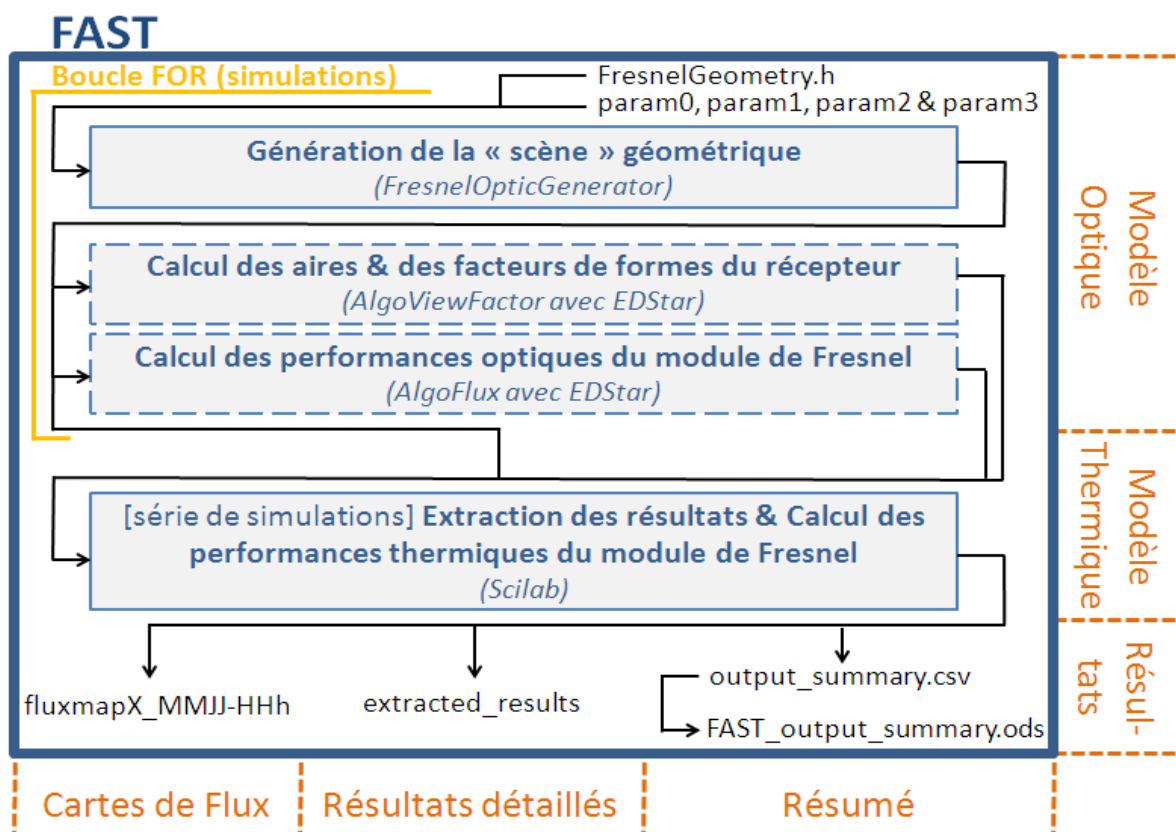 FAST
Boucle FOR (simulations)
FresnelGeometry.h
param0, param1, param2 & param3
Génération de la « scène » géométrique
(FresnelOpticGenerator)
Calcul des aires & des facteurs de formes du récepteur
(AlgoViewFactor avec EDStar)
Calcul des performances optiques du module de Fresnel
(AlgoFlux avec EDStar)
[série de simulations] Extraction des résultats & Calcul des
performances thermiques du module de Fresnel
(Scilab)
fluxmapX_MMJJ-HHh
extracted_results
output_summary.csv
FAST_output_summary.ods
Modèle
Optique
Modèle
Thermique
Résul-
tats
Cartes de Flux
Résultats détaillés
Résumé